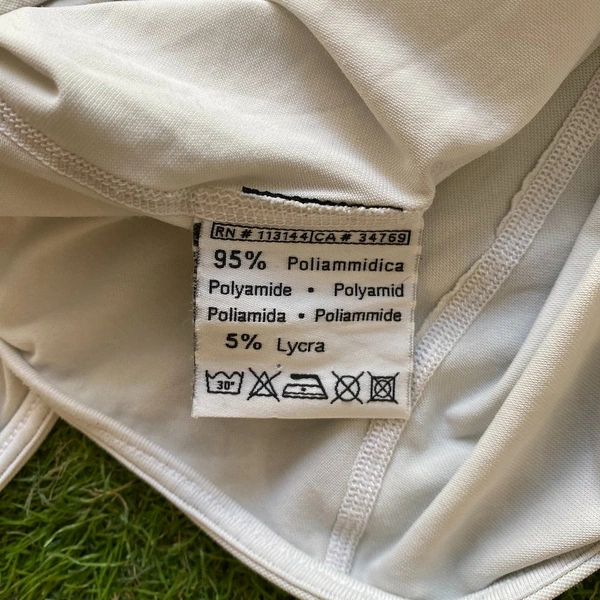 RN # 113144 CA # 34769
95% Poliammidica
Polyamide • Polyamid
Poliamida • Poliammide
5% Lycra
30°